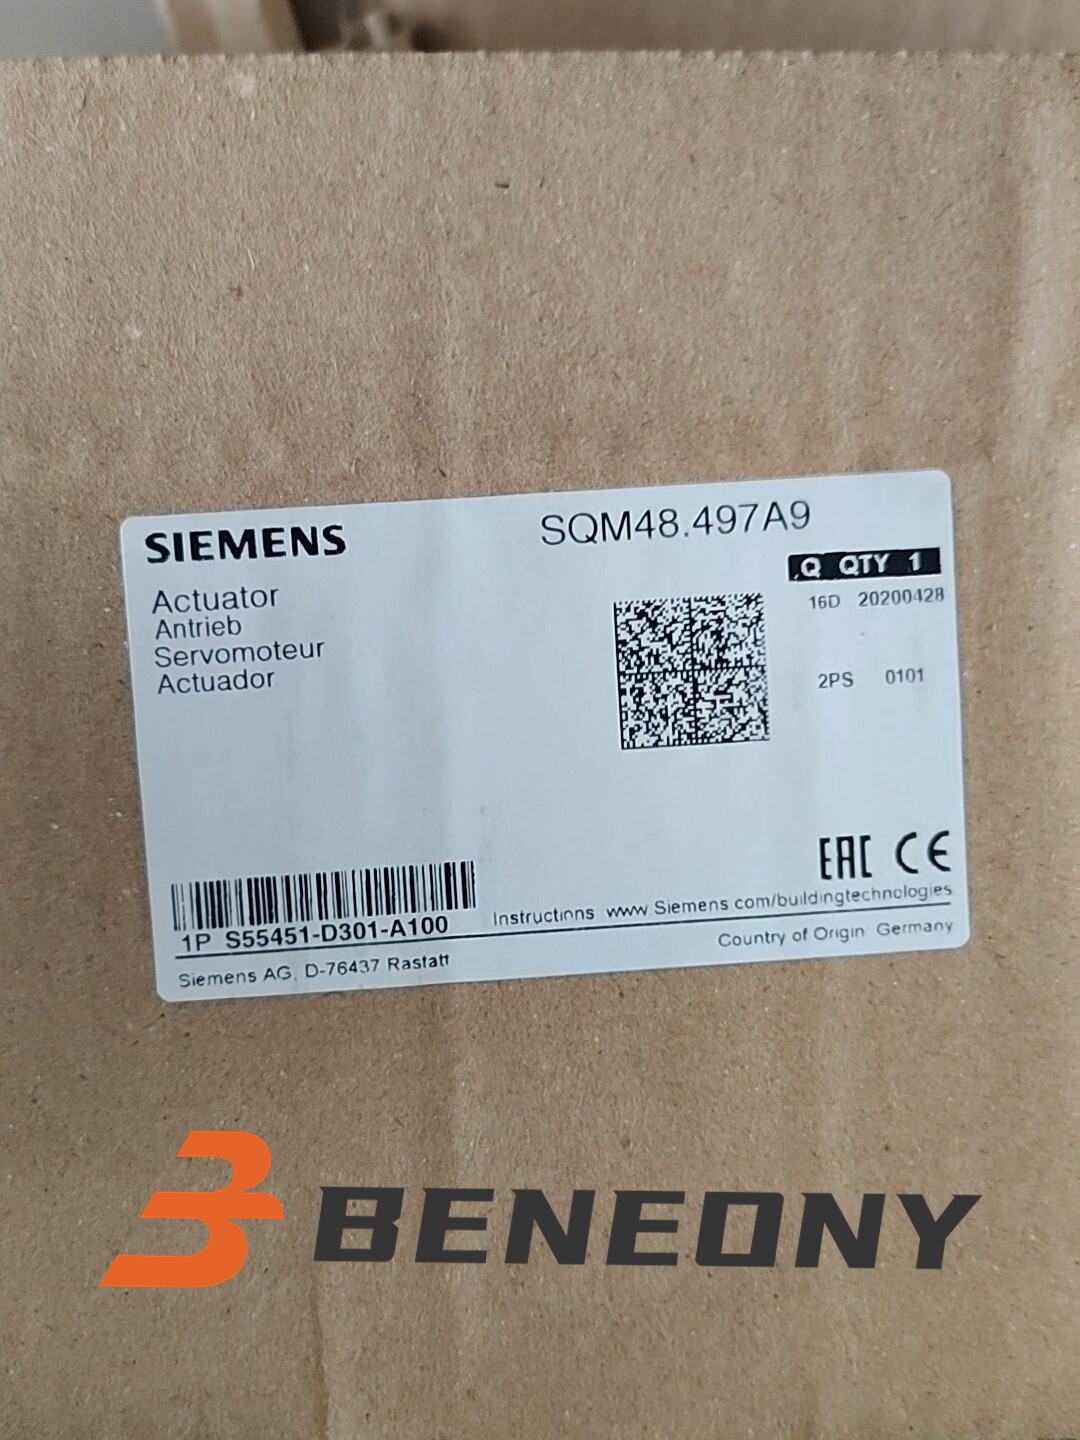 SIEMENS
SQM48.497A9
Q QTY 1
Actuator
Antrieb
Servomoteur
Actuador
16D 20200428
2PS 0101
EAC CE
1P S55451-D301-A100
Instructions www.Siemens.com/buildingtechnologies
Siemens AG, D-76437 Rastatt
Country of Origin Germany
BENEONY